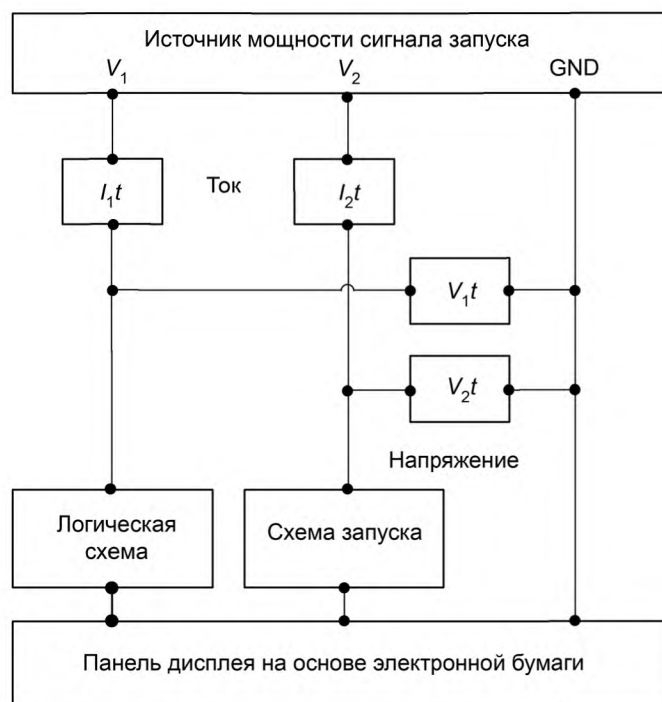 Источник мощности сигнала запуска
V₁ V₂ GND
I₁t Ток I₂t
V₁t
V₂t
Напряжение
Логическая
схема
Схема запуска
Панель дисплея на основе электронной бумаги